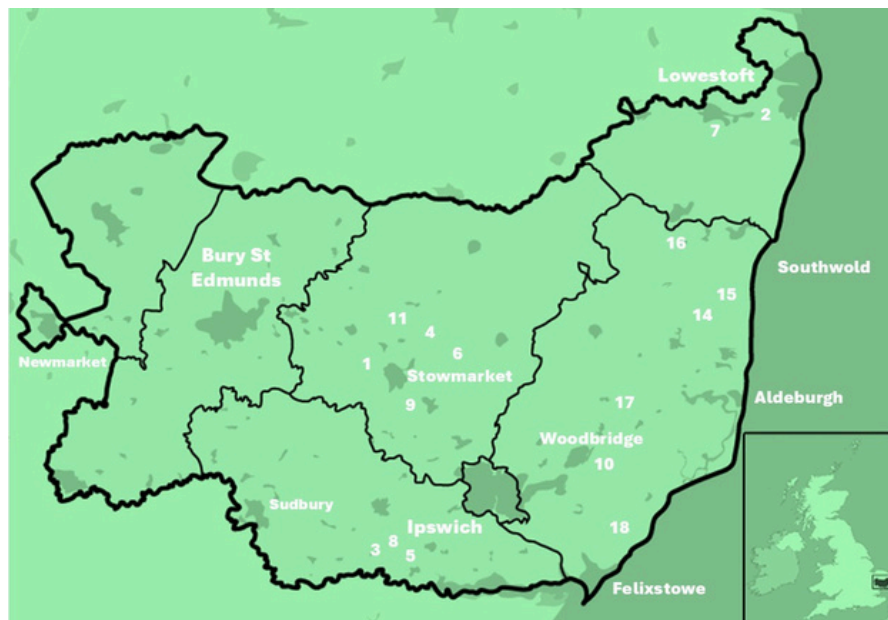 Lowestoft
2
7
16
Southwold
Bury St
Edmunds
15
14
11
4
6
Newmarket
1
Stowmarket
9
17
Aldeburgh
Woodbridge
10
Sudbury
Ipswich
18
8
3
5
Felixstowe